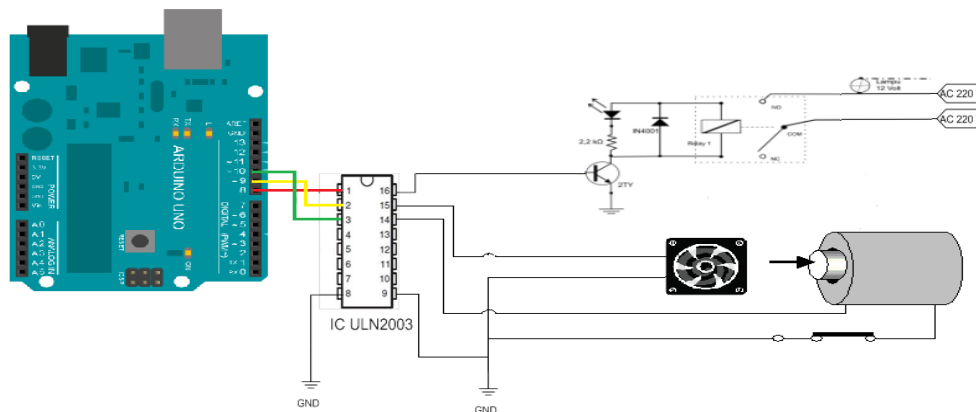 AREF
GND
13
12
~11
~10
~9
8
7
~6
~5
4
~3
2
TX 1
RX 0
RX
TX
L
ARDUINO UNO
DIGITAL (PWM~)
RESET
3.3V
5V
GND
GND
Vin
POWER
A0
A1
A2
A3
A4
A5
ANALOG IN
RESET
ICSP
ON
1
2
3
4
5
6
7
8
16
15
14
13
12
11
10
9
IC ULN2003
GND
GND
2,2 kΩ
IN4001
2TY
Relay 1
NO
COM
NC
Lampu
12 Volt
AC 220
AC 220